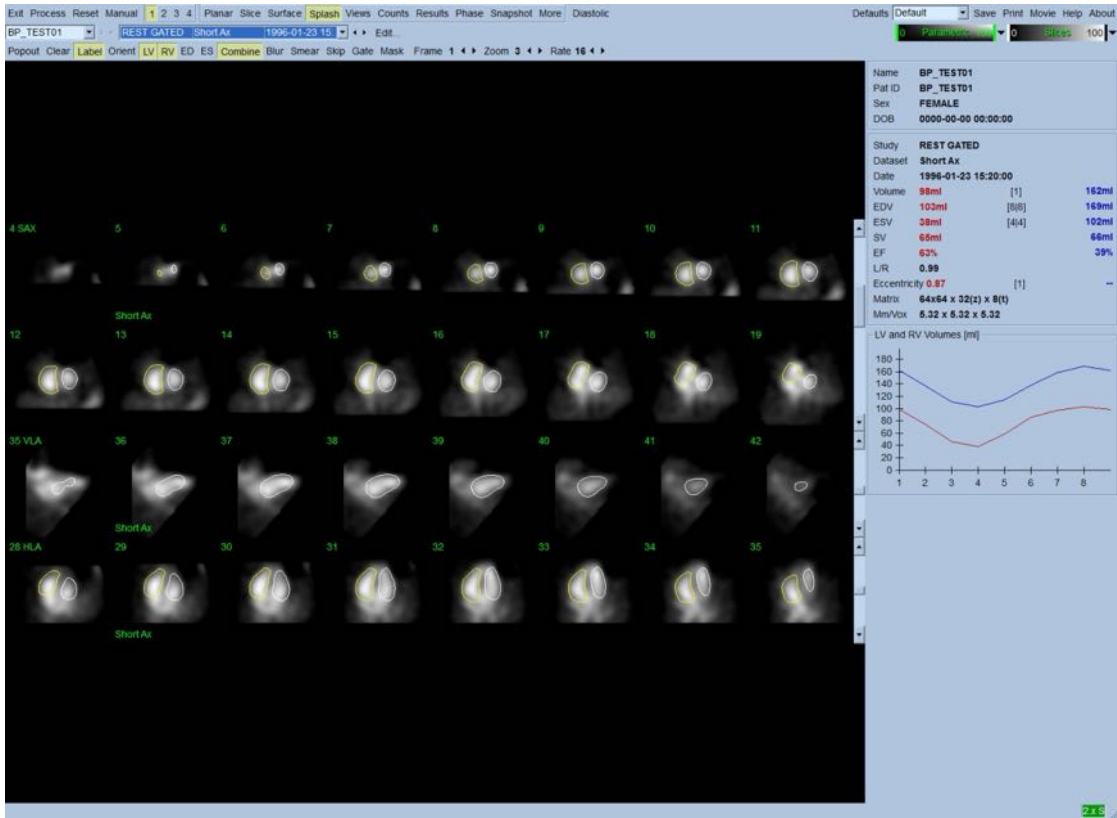 Exit Process Reset Manual 1 2 3 4 Planar Slice Surface Splash Views Counts Results Phase Snapshot More Diastolic Defaults Default Save Print Movie Help About
BP_TEST01 REST GATED Short Ax 1996-01-23 15 Edit... 0 Parametric 0 Slices 100
Popout Clear Label Orient LV RV ED ES Combine Blur Smear Skip Gate Mask Frame 1 Zoom 3 Rate 16
Name BP_TEST01
Pat ID BP_TEST01
Sex FEMALE
DOB 0000-00-00 00:00:00
Study REST GATED
Dataset Short Ax
Date 1996-01-23 15:20:00
Volume 98ml [1] 162ml
EDV 103ml [8|8] 169ml
ESV 38ml [4|4] 102ml
SV 65ml 66ml
EF 63% 39%
L/R 0.99
Eccentricity 0.87 [1] --
Matrix 64x64 x 32(z) x 8(t)
Mm/Vox 5.32 x 5.32 x 5.32
LV and RV Volumes [ml]
180
160
140
120
100
80
60
40
20
0
1 2 3 4 5 6 7 8
4 SAX 5 6 7 8 9 10 11
Short Ax
12 13 14 15 16 17 18 19
35 VLA 36 37 38 39 40 41 42
Short Ax
28 HLA 29 30 31 32 33 34 35
Short Ax
2 x S